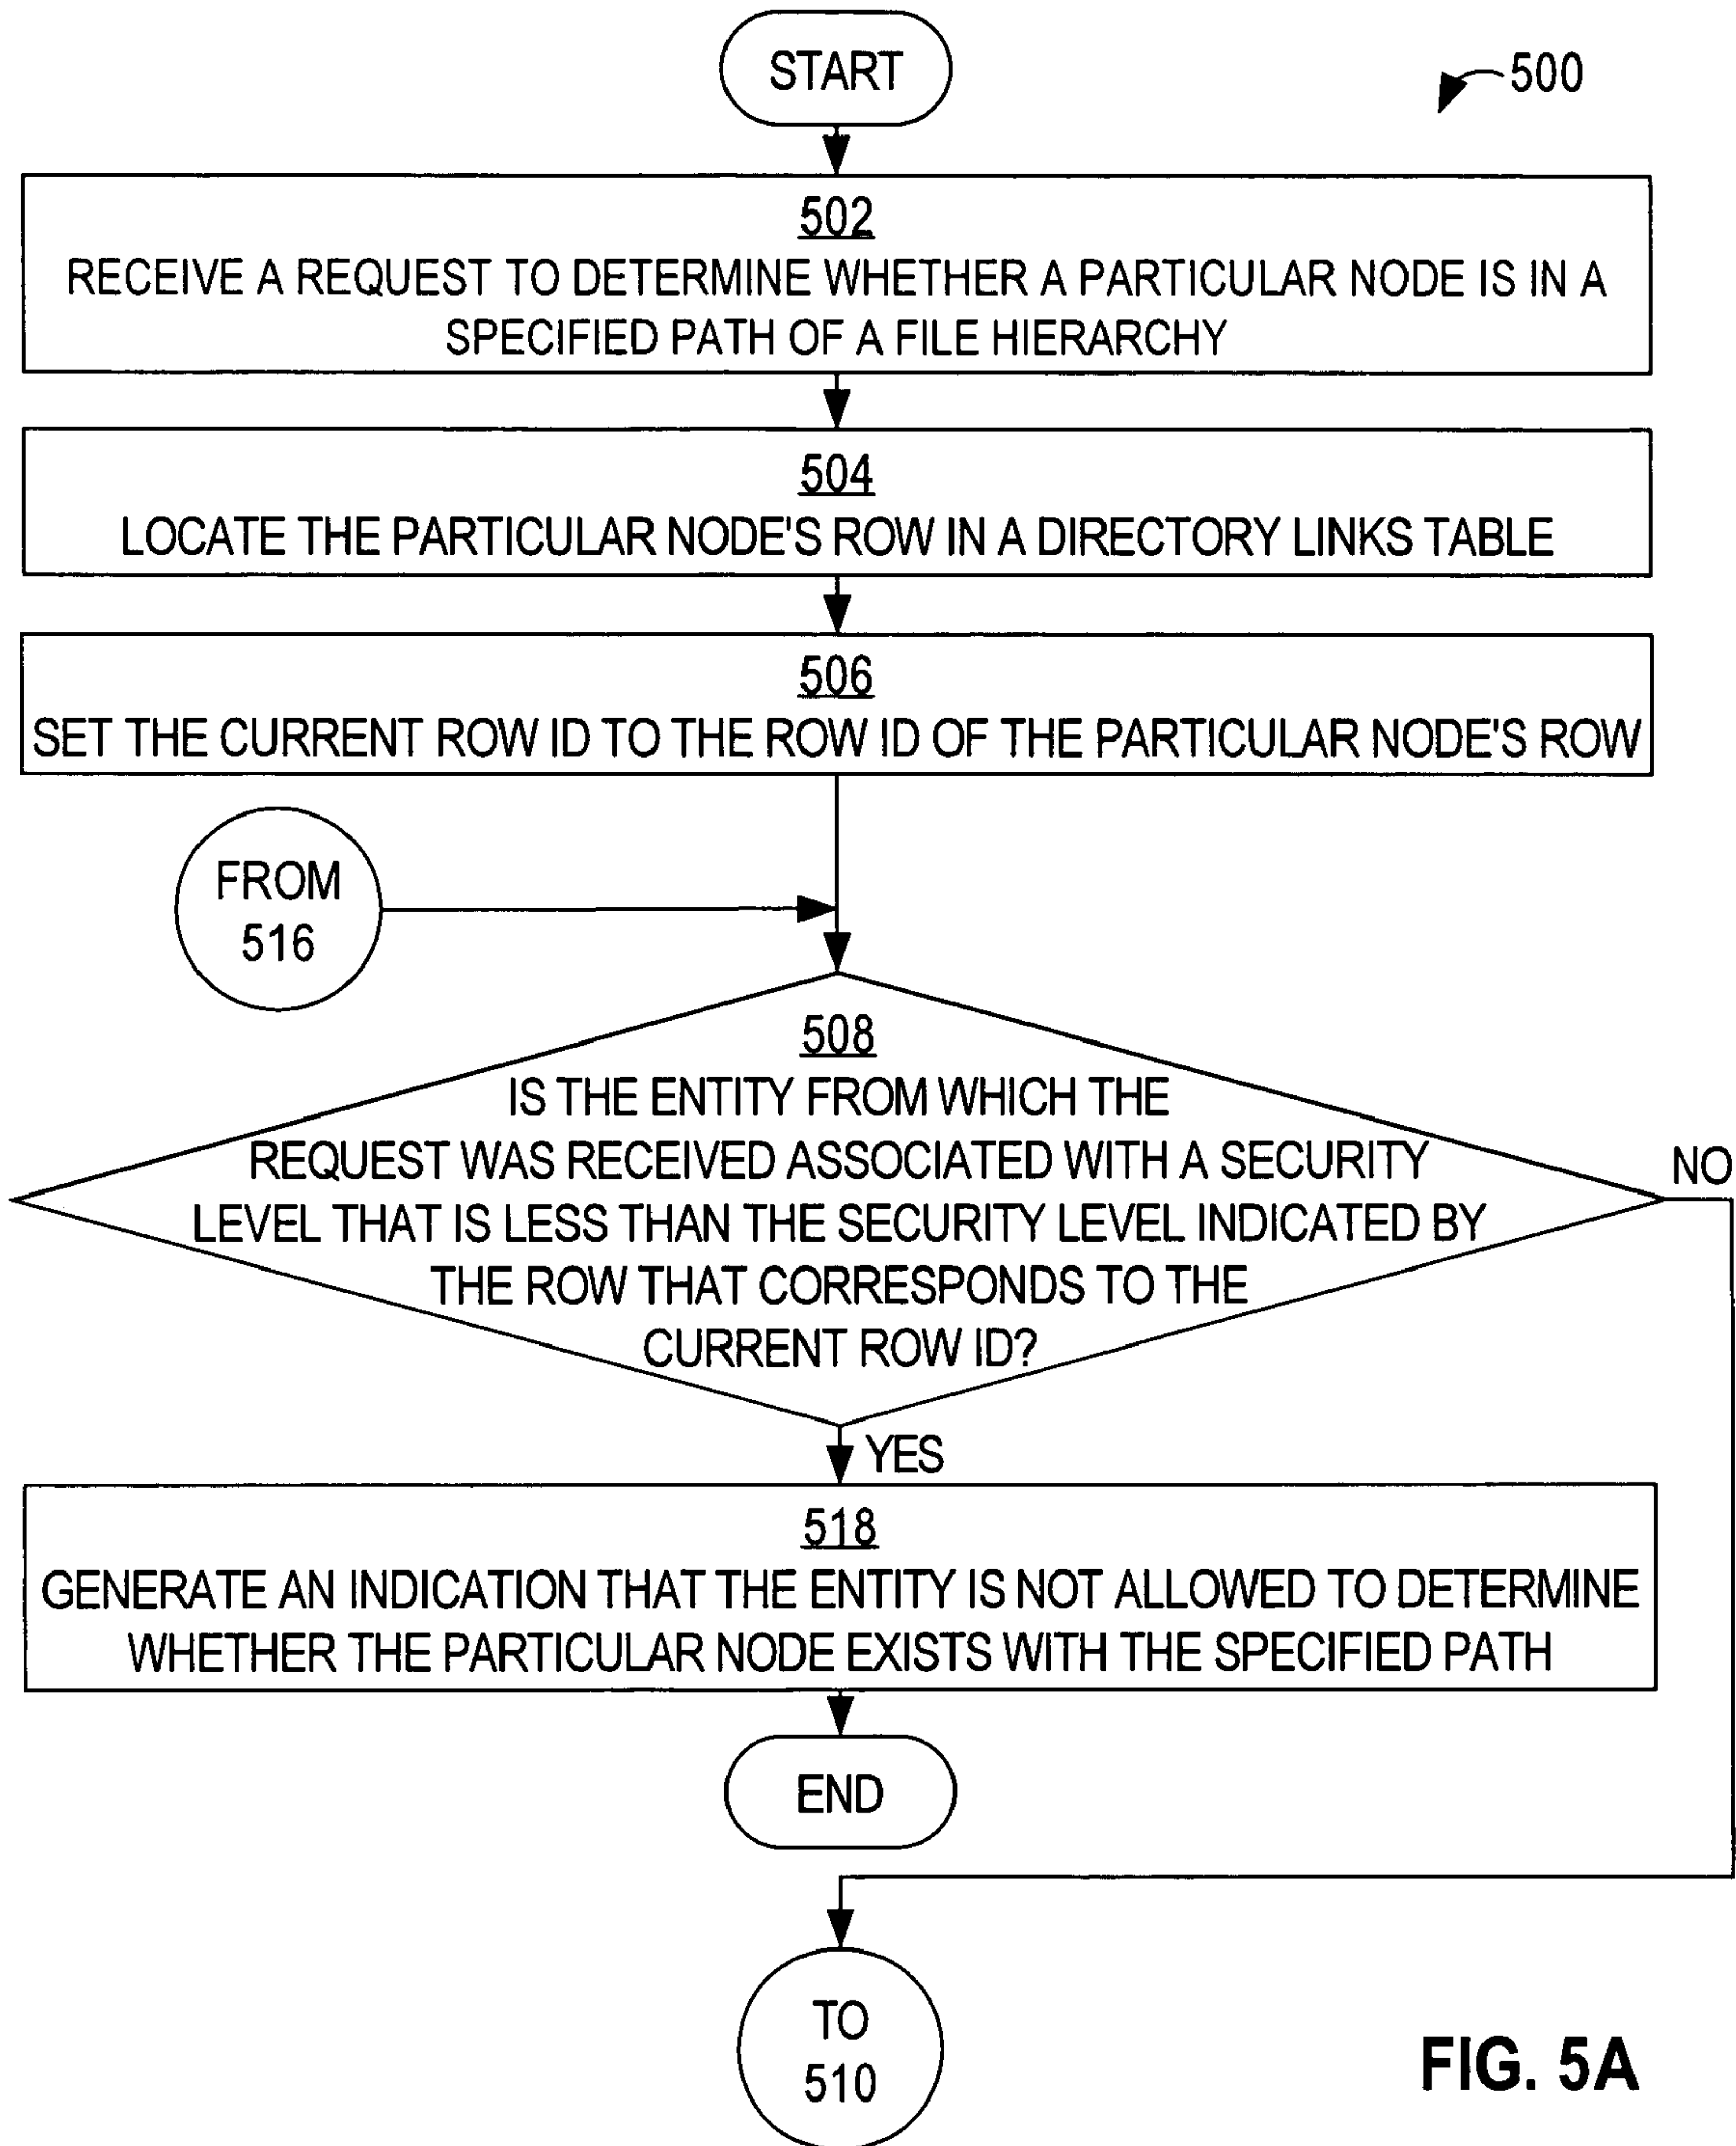 START
500
502
RECEIVE A REQUEST TO DETERMINE WHETHER A PARTICULAR NODE IS IN A
SPECIFIED PATH OF A FILE HIERARCHY
504
LOCATE THE PARTICULAR NODE'S ROW IN A DIRECTORY LINKS TABLE
506
SET THE CURRENT ROW ID TO THE ROW ID OF THE PARTICULAR NODE'S ROW
FROM
516
508
IS THE ENTITY FROM WHICH THE
REQUEST WAS RECEIVED ASSOCIATED WITH A SECURITY
LEVEL THAT IS LESS THAN THE SECURITY LEVEL INDICATED BY
THE ROW THAT CORRESPONDS TO THE
CURRENT ROW ID?
NO
YES
518
GENERATE AN INDICATION THAT THE ENTITY IS NOT ALLOWED TO DETERMINE
WHETHER THE PARTICULAR NODE EXISTS WITH THE SPECIFIED PATH
END
TO
510
FIG. 5A